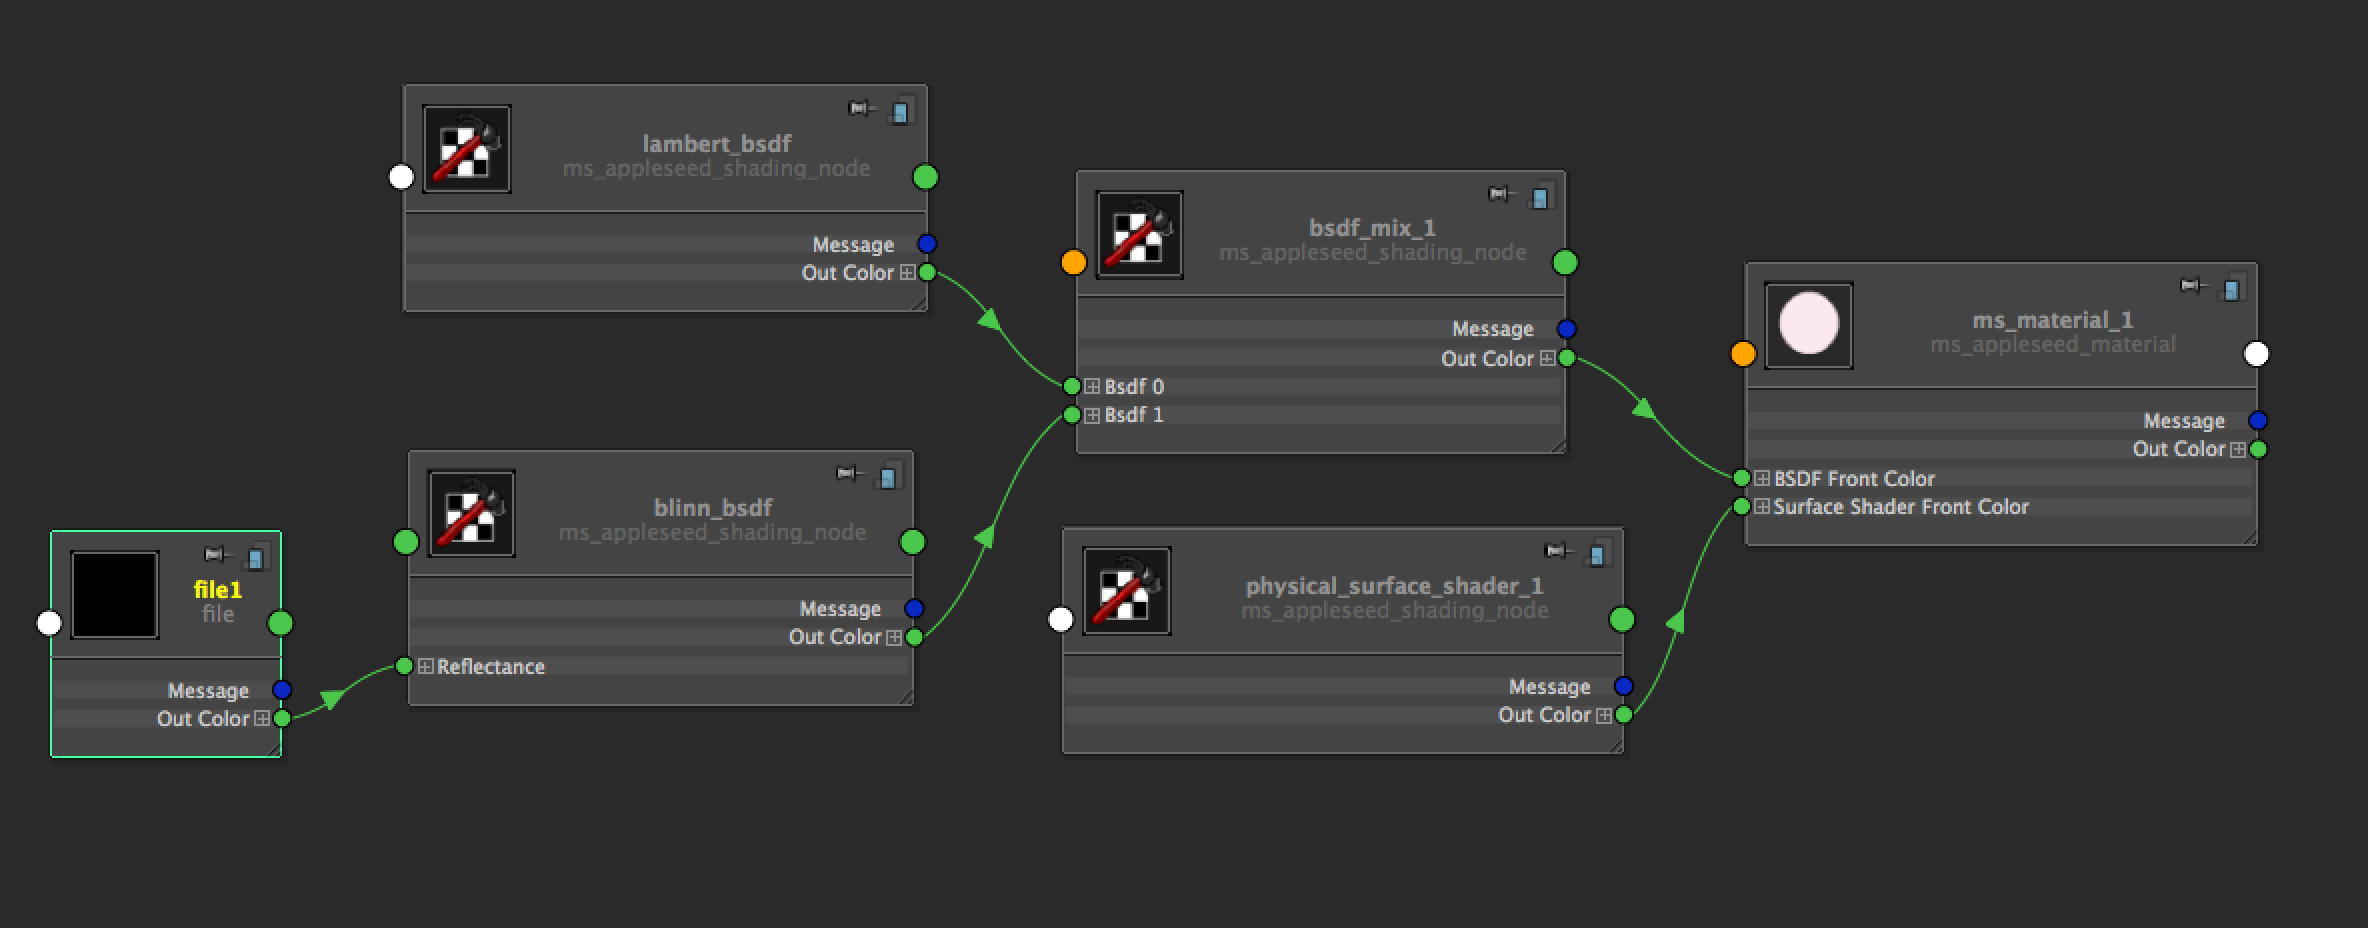 lambert_bsdf
ms_appleseed_shading_node
Message
Out Color
bsdf_mix_1
ms_appleseed_shading_node
Message
Out Color
Bsdf 0
Bsdf 1
ms_material_1
ms_appleseed_material
Message
Out Color
BSDF Front Color
Surface Shader Front Color
blinn_bsdf
ms_appleseed_shading_node
Message
Out Color
Reflectance
file1
file
Message
Out Color
physical_surface_shader_1
ms_appleseed_shading_node
Message
Out Color